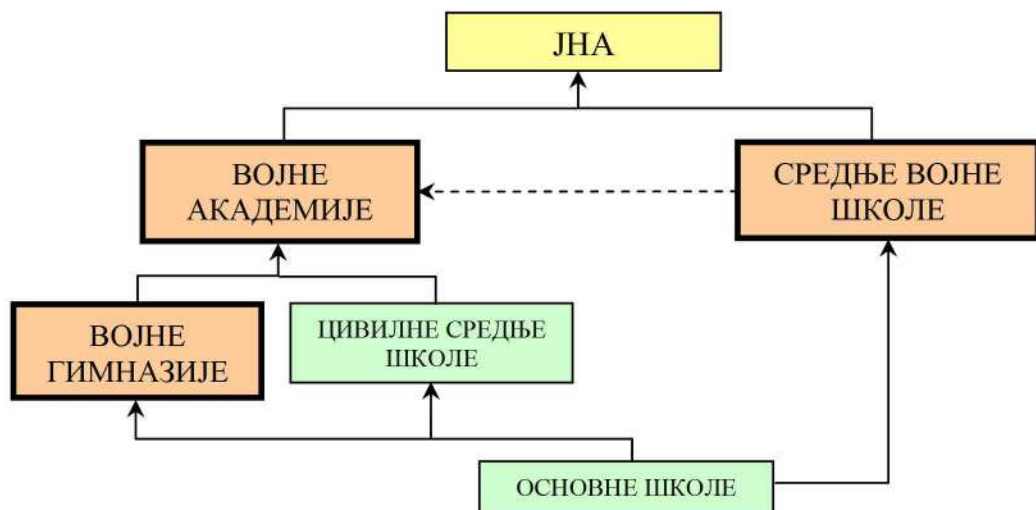 ЈНА
ВОЈНЕ
АКАДЕМИЈЕ
СРЕДЊЕ ВОЈНЕ
ШКОЛЕ
ВОЈНЕ
ГИМНАЗИЈЕ
ЦИВИЛНЕ СРЕДЊЕ
ШКОЛЕ
ОСНОВНЕ ШКОЛЕ